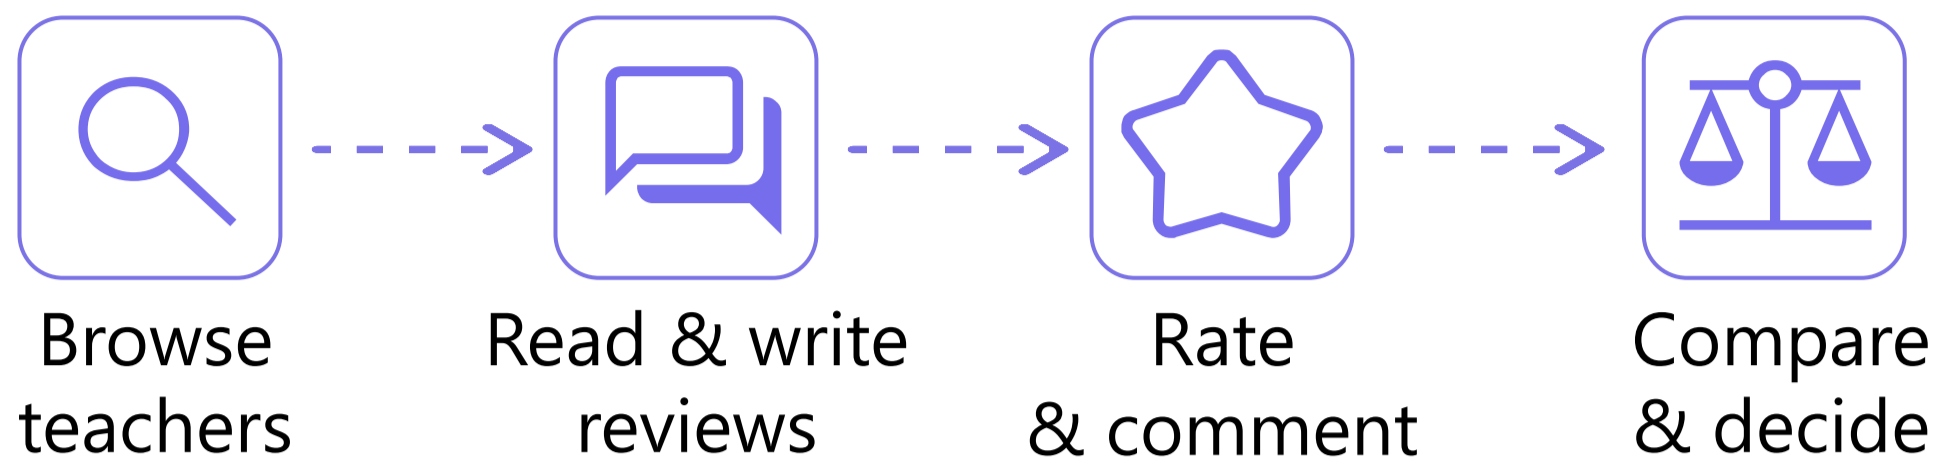 Browse
teachers
Read & write
reviews
Rate
& comment
Compare
& decide